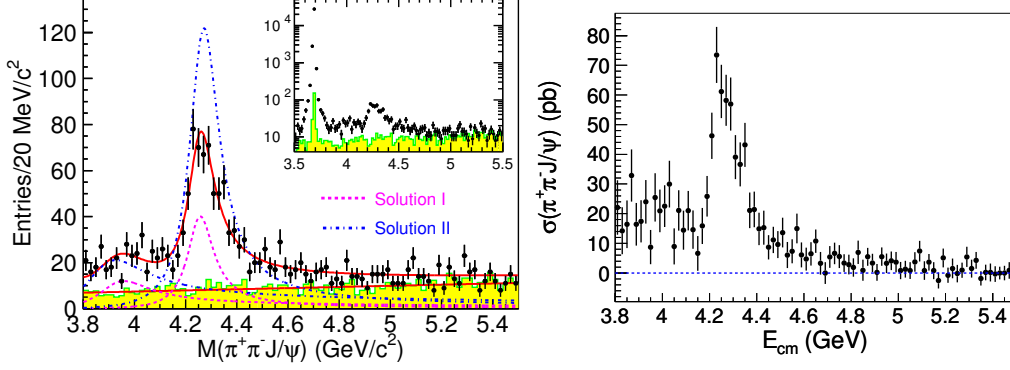 Entries/20 MeV/c²
120
100
80
60
40
20
0
10⁴
10³
10²
10
3.5 4 4.5 5 5.5
Solution I
Solution II
3.8 4 4.2 4.4 4.6 4.8 5 5.2 5.4
M(π⁺π⁻J/ψ) (GeV/c²)
σ(π⁺π⁻J/ψ) (pb)
80
70
60
50
40
30
20
10
0
3.8 4 4.2 4.4 4.6 4.8 5 5.2 5.4
E_cm (GeV)